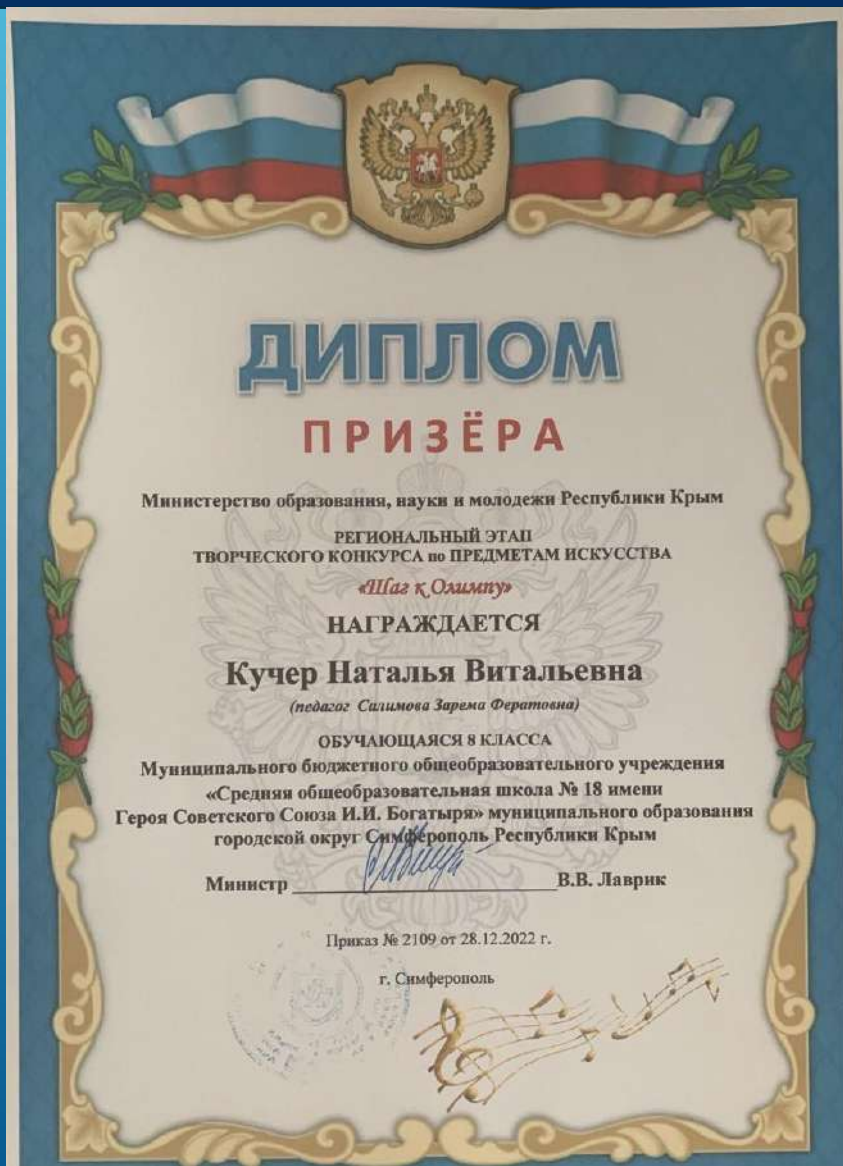 ДИПЛОМ
ПРИЗЁРА
Министерство образования, науки и молодежи Республики Крым
РЕГИОНАЛЬНЫЙ ЭТАП
ТВОРЧЕСКОГО КОНКУРСА по ПРЕДМЕТАМ ИСКУССТВА
«Шаг к Олимпу»
НАГРАЖДАЕТСЯ
Кучер Наталья Витальевна
(педагог Салимова Зарема Фератовна)
ОБУЧАЮЩАЯСЯ 8 КЛАССА
Муниципального бюджетного общеобразовательного учреждения
«Средняя общеобразовательная школа № 18 имени
Героя Советского Союза И.И. Богатыря» муниципального образования
городской округ Симферополь Республики Крым
Министр В.В. Лаврик
Приказ № 2109 от 28.12.2022 г.
г. Симферополь